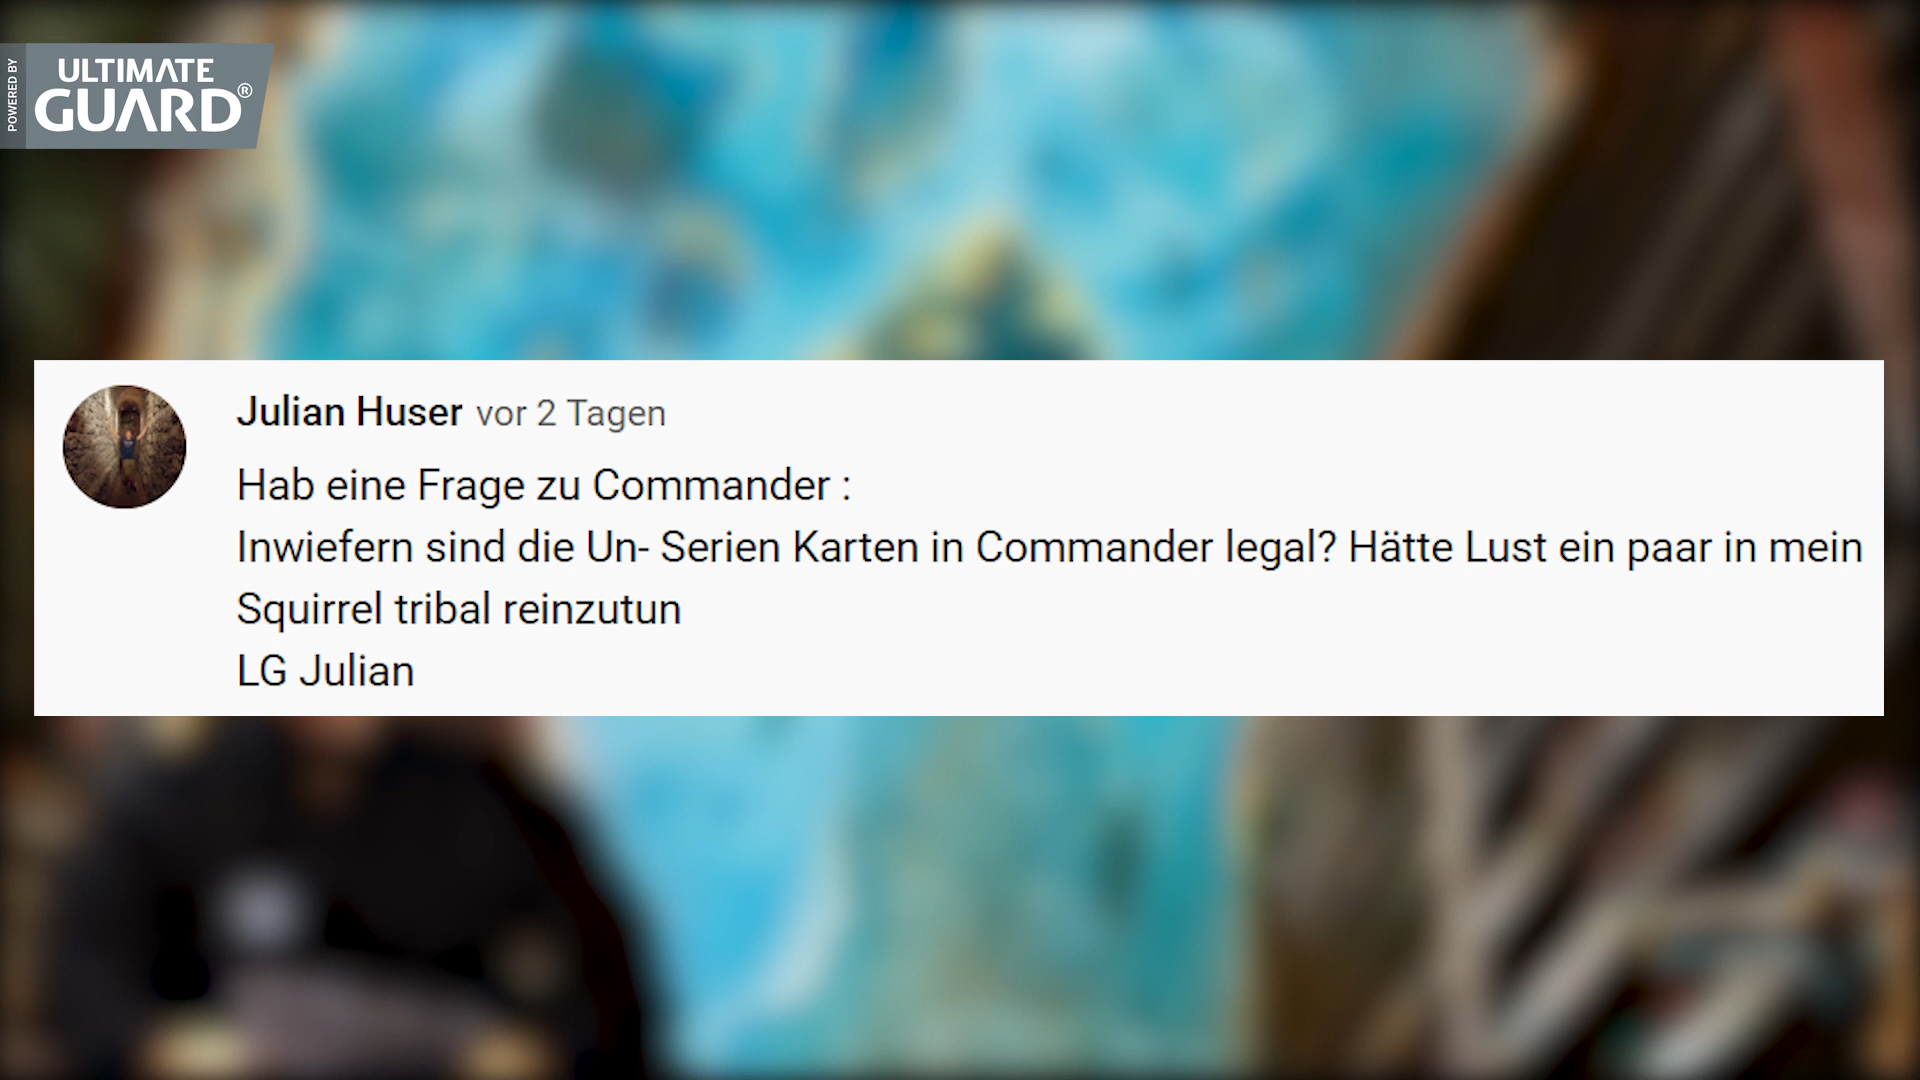 POWERED BY
ULTIMATE
GUARD®
Julian Huser vor 2 Tagen
Hab eine Frage zu Commander :
Inwiefern sind die Un- Serien Karten in Commander legal? Hätte Lust ein paar in mein
Squirrel tribal reinzutun
LG Julian